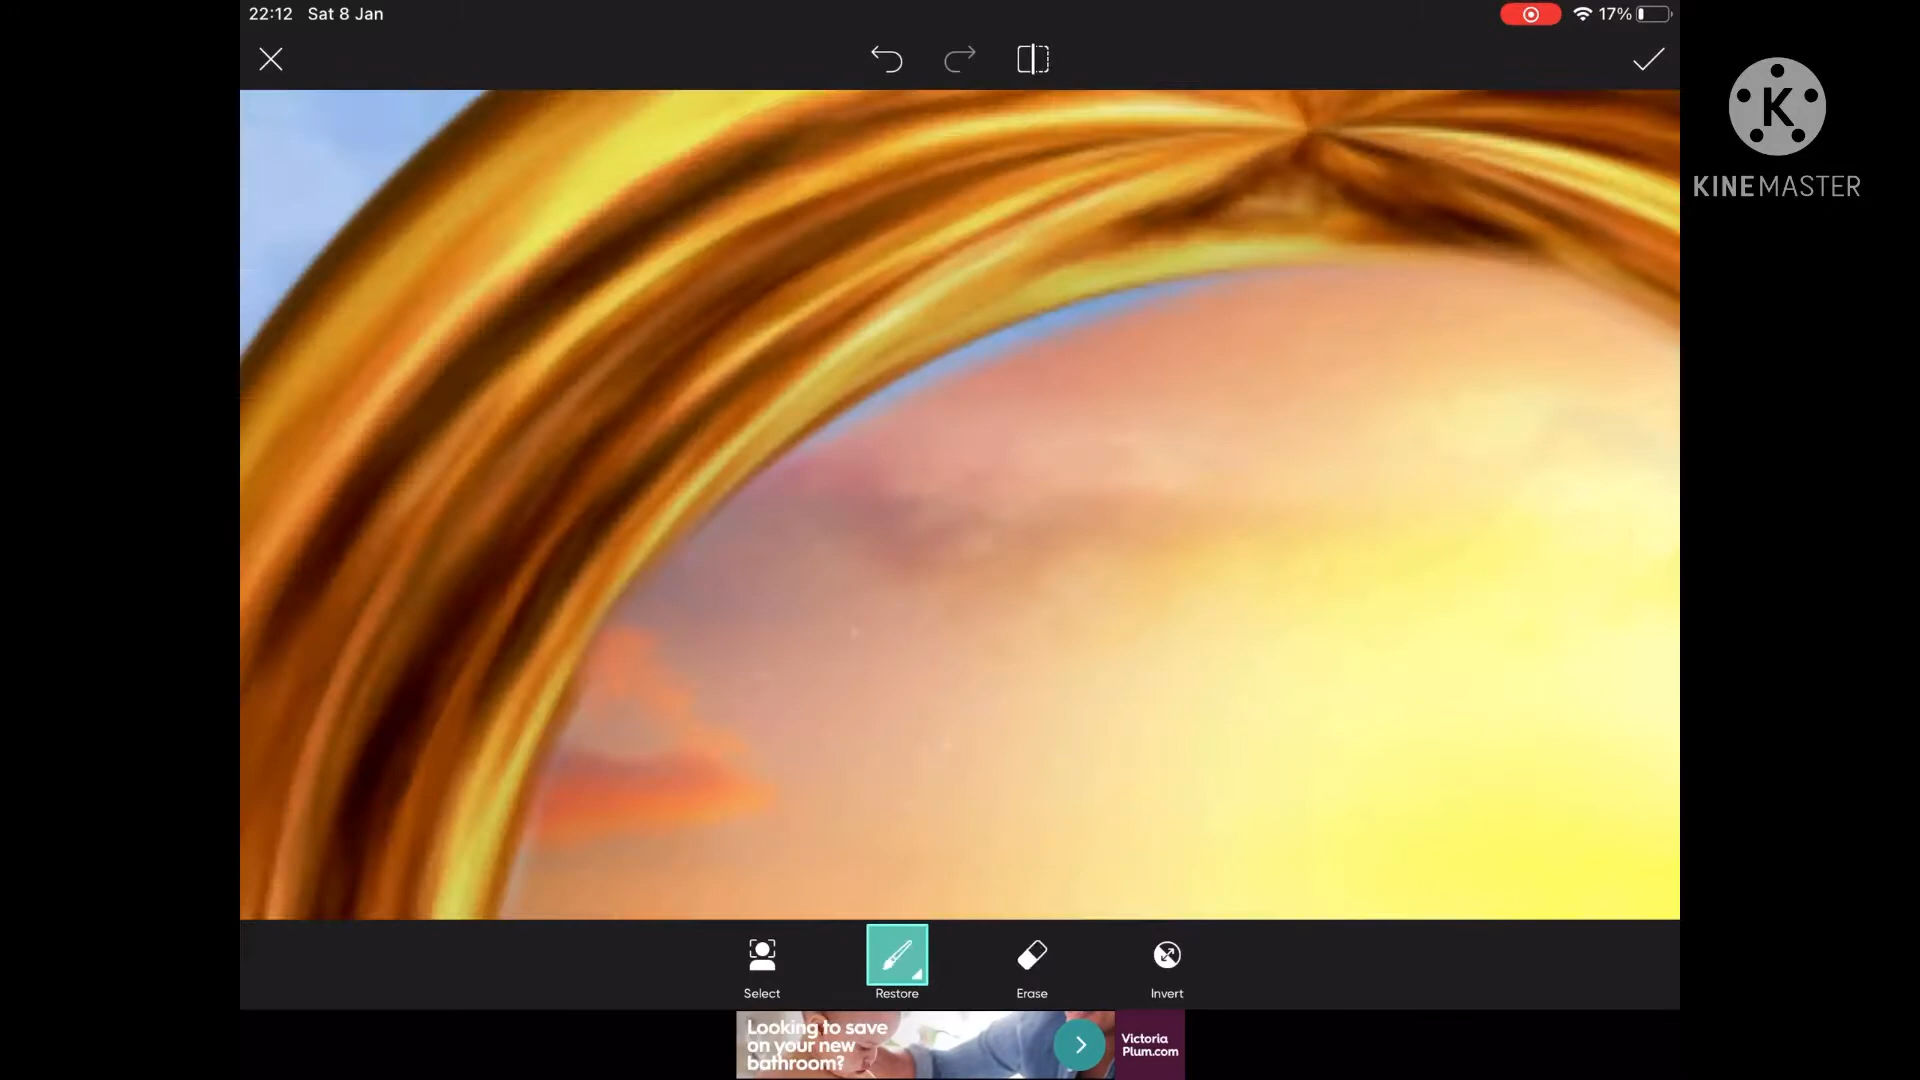 22:12 Sat 8 Jan
17%
K
KINEMASTER
Select
Restore
Erase
Invert
Looking to save
on your new
bathroom?
Victoria
Plum.com